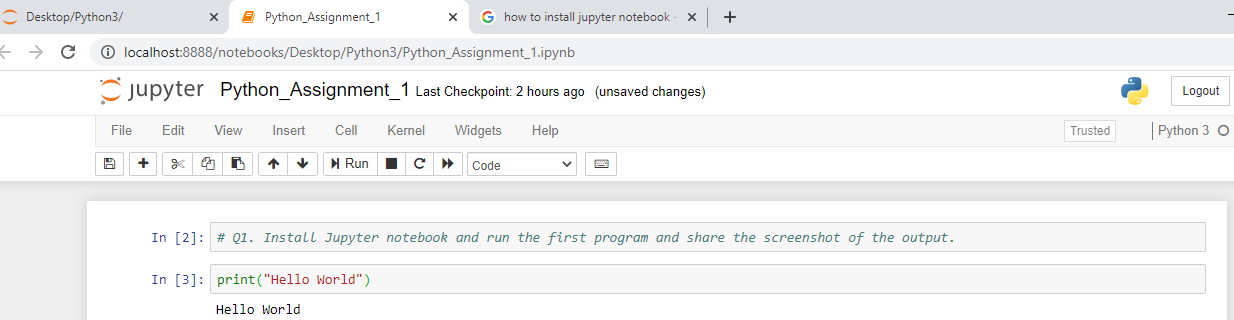 Desktop/Python3/ Python_Assignment_1 how to install jupyter notebook -
localhost:8888/notebooks/Desktop/Python3/Python_Assignment_1.ipynb
jupyter Python_Assignment_1 Last Checkpoint: 2 hours ago (unsaved changes) Logout
File Edit View Insert Cell Kernel Widgets Help Trusted Python 3
Run Code
In [2]: # Q1. Install Jupyter notebook and run the first program and share the screenshot of the output.
In [3]: print("Hello World")
Hello World